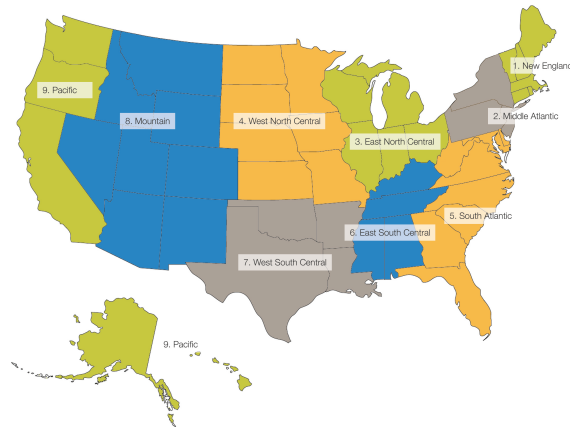 1. New England
9. Pacific
2. Middle Atlantic
8. Mountain
4. West North Central
3. East North Central
5. South Atlantic
6. East South Central
7. West South Central
9. Pacific